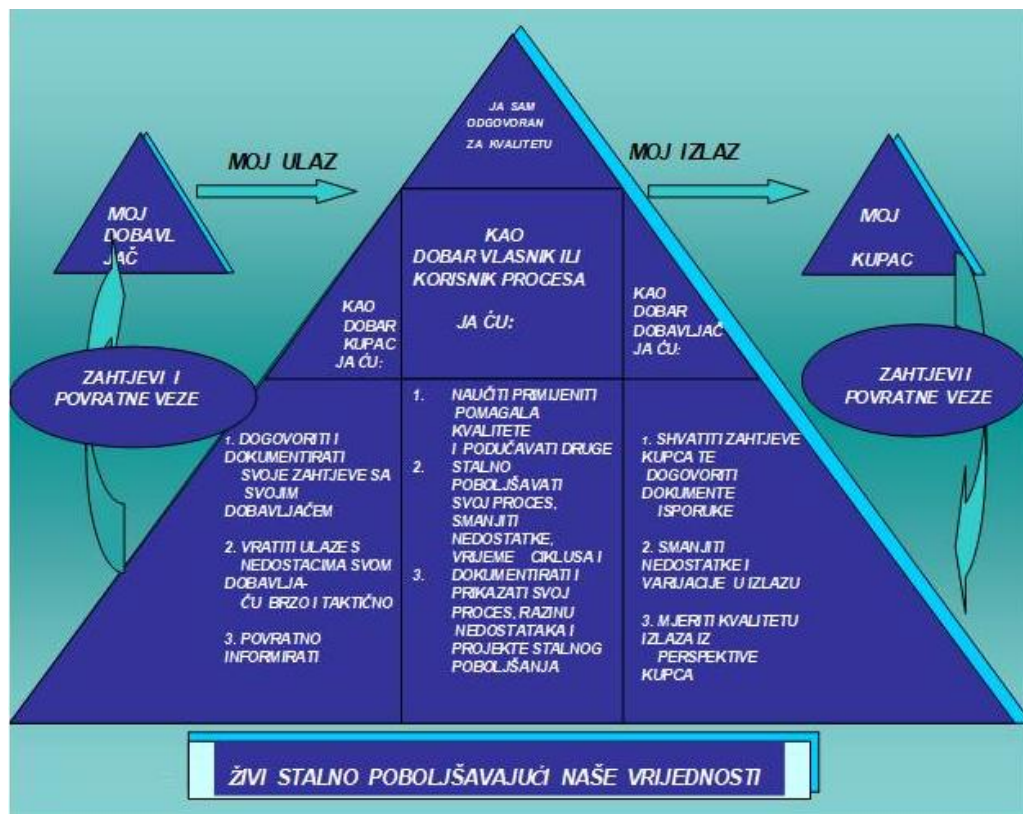 JA SAM
ODGOVORAN
ZA KVALITETU
MOJ ULAZ
MOJ IZLAZ
MOJ
DOBAVL
JAČ
MOJ
KUPAC
KAO
DOBAR VLASNIK ILI
KORISNIK PROCESA
JA ĆU:
KAO
DOBAR
KUPAC
JA ĆU:
KAO
DOBAR
DOBAVLJAČ
JA ĆU:
ZAHTJEVI I
POVRATNE VEZE
ZAHTJEVI I
POVRATNE VEZE
1. DOGOVORITI I
DOKUMENTIRATI
SVOJE ZAHTJEVE SA
SVOJIM
DOBAVLJAČEM
2. VRATITI ULAZE S
NEDOSTACIMA SVOM
DOBAVLJA-
ČU BRZO I TAKTIČNO
3. POVRATNO
INFORMIRATI
1. NAUČITI PRIMIJENITI
POMAGALA
KVALITETE
I PODUČAVATI DRUGE
2. STALNO
POBOLJŠAVATI
SVOJ PROCES,
SMANJITI
NEDOSTATKE,
VRIJEME CIKLUSA I
3. DOKUMENTIRATI I
PRIKAZATI SVOJ
PROCES, RAZINU
NEDOSTATAKA I
PROJEKTE STALNOG
POBOLJŠANJA
1. SHVATITI ZAHTJEVE
KUPCA TE
DOGOVORITI
DOKUMENTE
ISPORUKE
2. SMANJITI
NEDOSTATKE I
VARIJACIJE U IZLAZU
3. MJERITI KVALITETU
IZLAZA IZ
PERSPEKTIVE
KUPCA
ŽIVI STALNO POBOLJŠAVAJUĆI NAŠE VRIJEDNOSTI